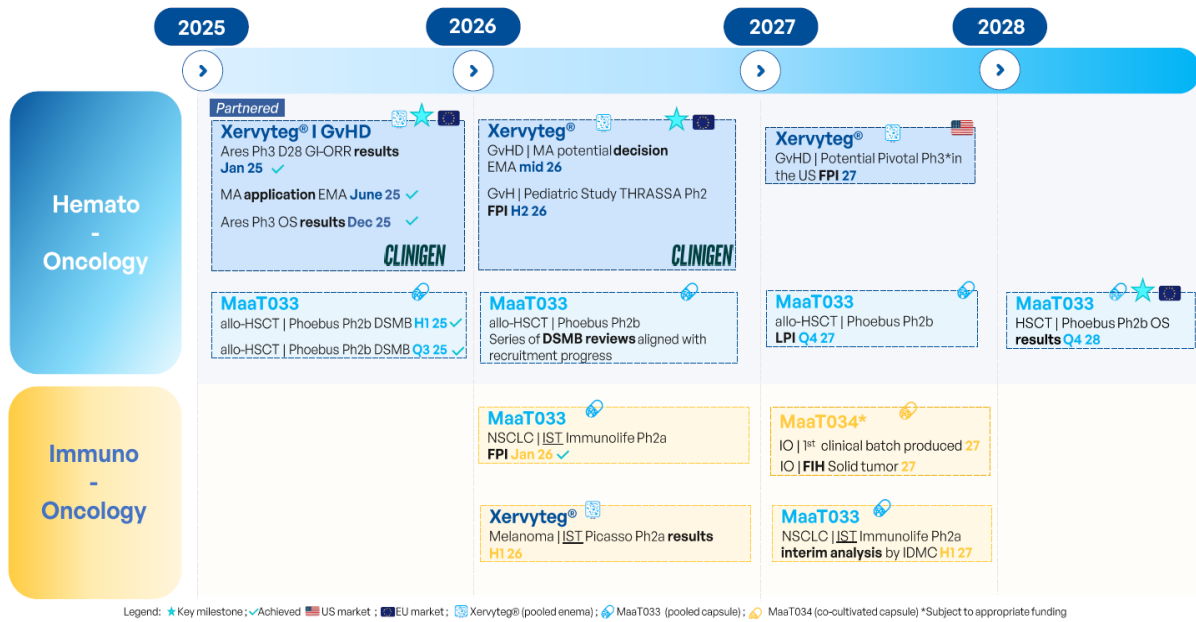 2025
2026
2027
2028
Hemato
-
Oncology
Partnered
Xervyteg® I GvHD
Ares Ph3 D28 GI-ORR results
Jan 25
MA application EMA June 25
Ares Ph3 OS results Dec 25
CLINIGEN
Xervyteg®
GvHD | MA potential decision
EMA mid 26
GvH | Pediatric Study THRASSA Ph2
FPI H2 26
CLINIGEN
Xervyteg®
GvHD | Potential Pivotal Ph3*in
the US FPI 27
MaaT033
allo-HSCT | Phoebus Ph2b DSMB H1 25
allo-HSCT | Phoebus Ph2b DSMB Q3 25
MaaT033
allo-HSCT | Phoebus Ph2b
Series of DSMB reviews aligned with
recruitment progress
MaaT033
allo-HSCT | Phoebus Ph2b
LPI Q4 27
MaaT033
HSCT | Phoebus Ph2b OS
results Q4 28
Immuno
-
Oncology
MaaT033
NSCLC | IST Immunolife Ph2a
FPI Jan 26
MaaT034*
IO | 1st clinical batch produced 27
IO | FIH Solid tumor 27
Xervyteg®
Melanoma | IST Picasso Ph2a results
H1 26
MaaT033
NSCLC | IST Immunolife Ph2a
interim analysis by IDMC H1 27
Legend: Key milestone ; Achieved US market ; EU market ; Xervyteg® (pooled enema) ; MaaT033 (pooled capsule) ; MaaT034 (co-cultivated capsule) *Subject to appropriate funding